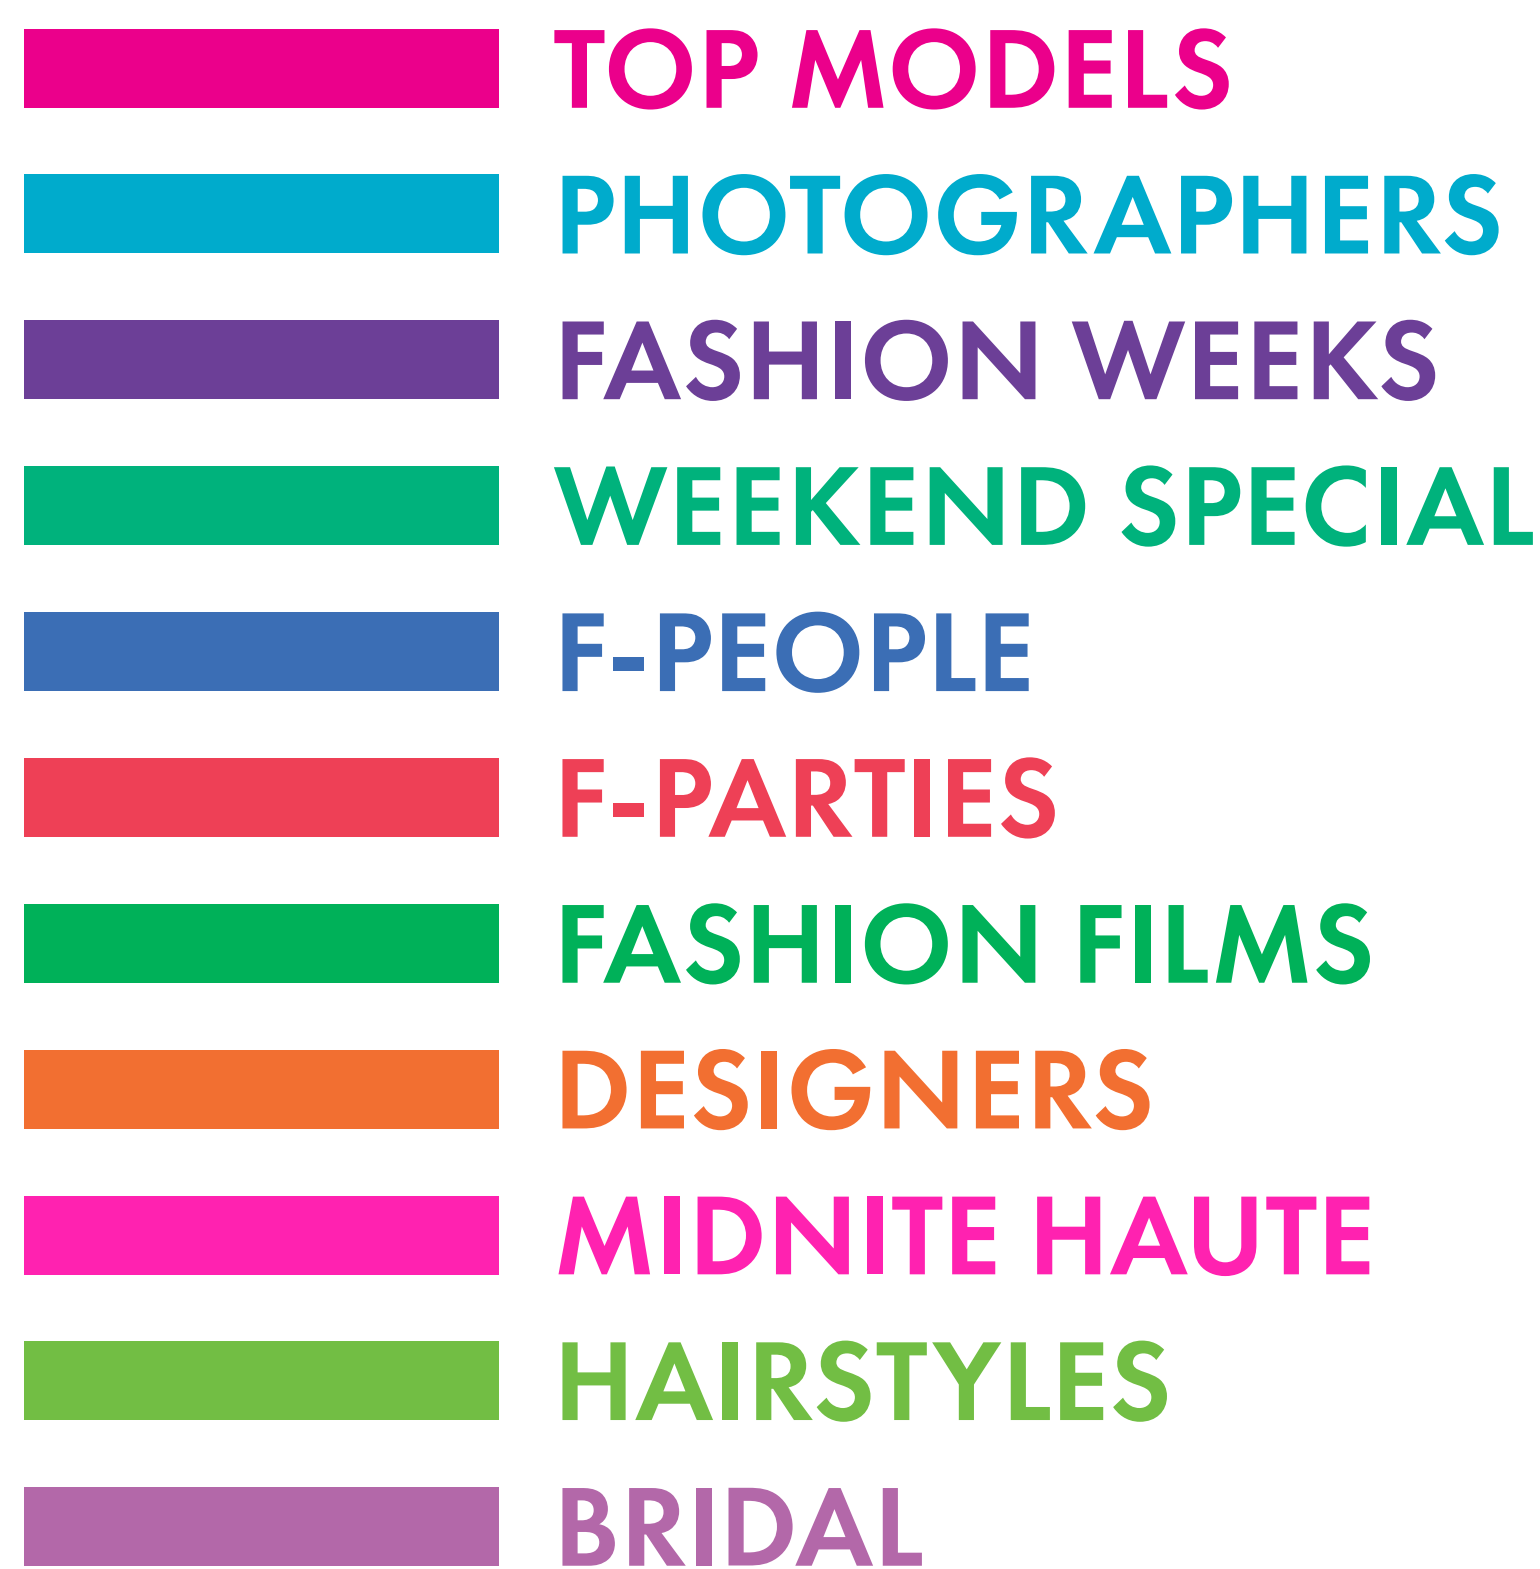 TOP MODELS
PHOTOGRAPHERS
FASHION WEEKS
WEEKEND SPECIAL
F-PEOPLE
F-PARTIES
FASHION FILMS
DESIGNERS
MIDNITE HAUTE
HAIRSTYLES
BRIDAL